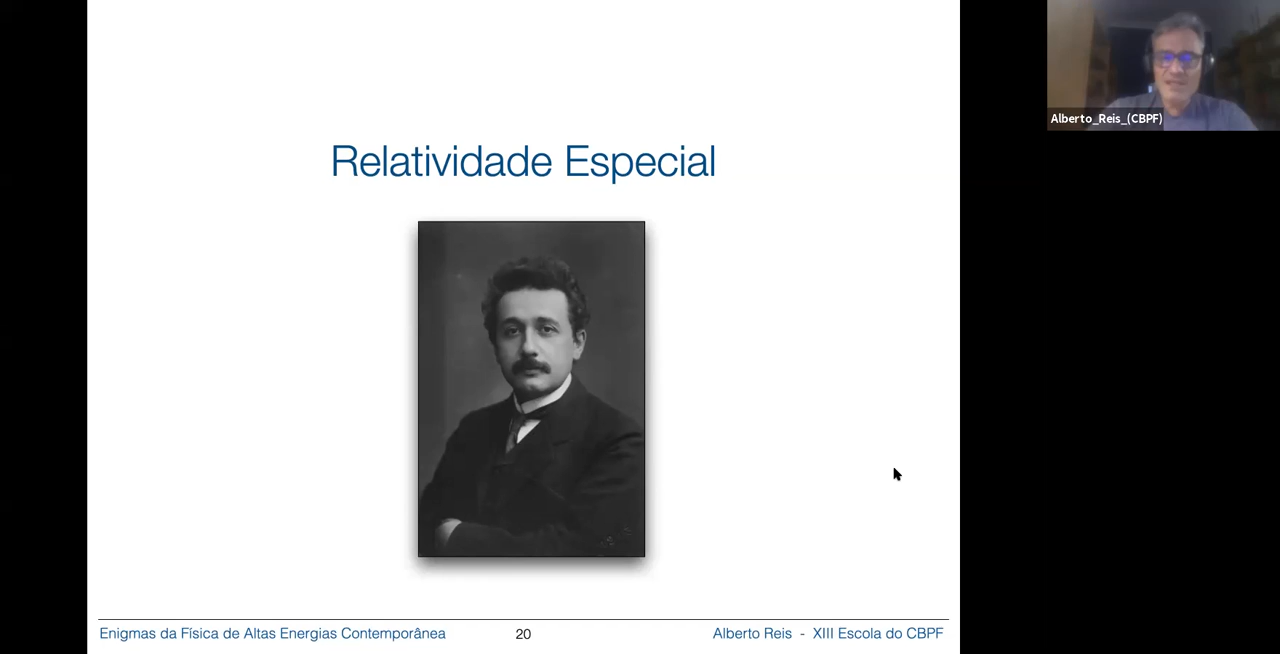 Alberto_Reis_(CBPF)
Relatividade Especial
Enigmas da Física de Altas Energias Contemporânea
20
Alberto Reis - XIII Escola do CBPF